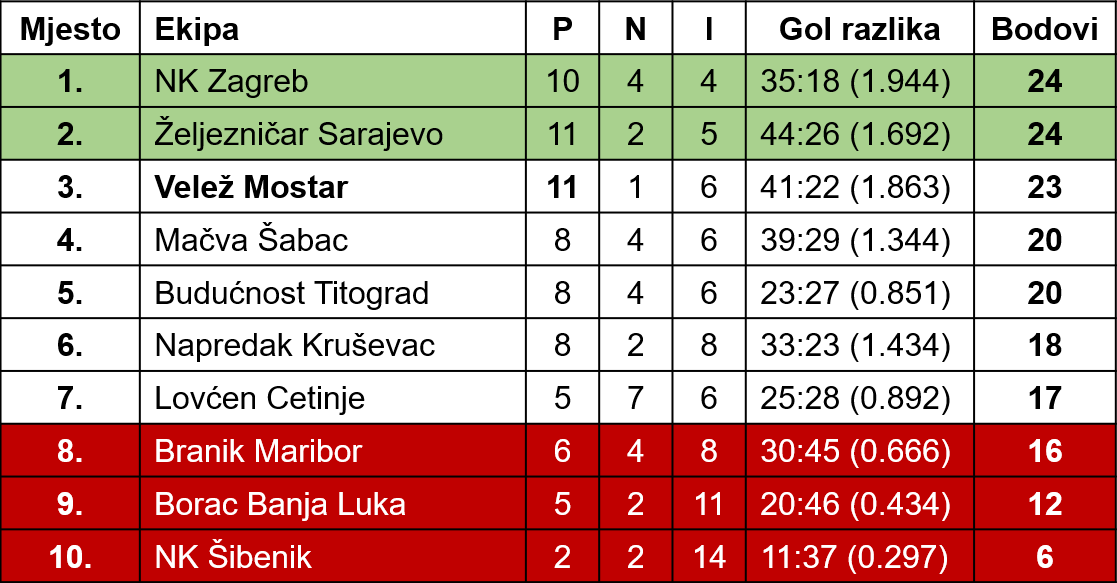 Mjesto Ekipa P N I Gol razlika Bodovi
1. NK Zagreb 10 4 4 35:18 (1.944) 24
2. Željezničar Sarajevo 11 2 5 44:26 (1.692) 24
3. Velež Mostar 11 1 6 41:22 (1.863) 23
4. Mačva Šabac 8 4 6 39:29 (1.344) 20
5. Budućnost Titograd 8 4 6 23:27 (0.851) 20
6. Napredak Kruševac 8 2 8 33:23 (1.434) 18
7. Lovćen Cetinje 5 7 6 25:28 (0.892) 17
8. Branik Maribor 6 4 8 30:45 (0.666) 16
9. Borac Banja Luka 5 2 11 20:46 (0.434) 12
10. NK Šibenik 2 2 14 11:37 (0.297) 6